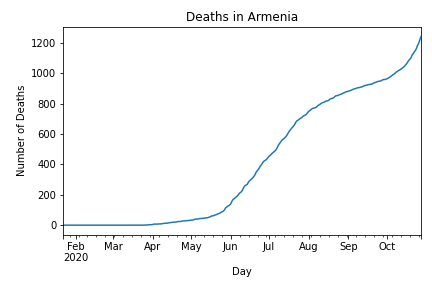 Deaths in Armenia
1200
1000
800
600
400
200
0
Number of Deaths
Feb Mar Apr May Jun Jul Aug Sep Oct
2020
Day